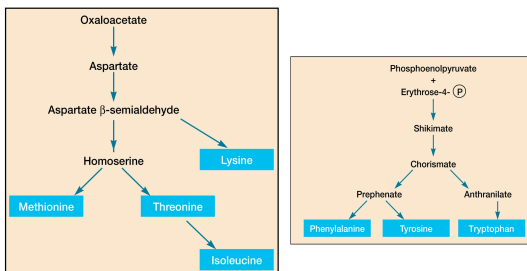 Oxaloacetate
Aspartate
Aspartate β-semialdehyde
Lysine
Homoserine
Methionine
Threonine
Isoleucine
Phosphoenolpyruvate
+
Erythrose-4- P
Shikimate
Chorismate
Prephenate
Anthranilate
Phenylalanine
Tyrosine
Tryptophan